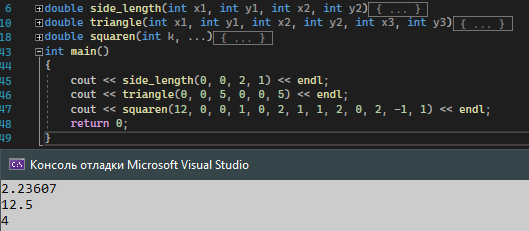 6 double side_length(int x1, int y1, int x2, int y2){ ... }
10 double triangle(int x1, int y1, int x2, int y2, int x3, int y3){ ... }
18 double squaren(int k, ...){ ... }
43 int main()
44 {
45 cout << side_length(0, 0, 2, 1) << endl;
46 cout << triangle(0, 0, 5, 0, 0, 5) << endl;
47 cout << squaren(12, 0, 0, 1, 0, 2, 1, 1, 2, 0, 2, -1, 1) << endl;
48 return 0;
49 }
Консоль отладки Microsoft Visual Studio
2.23607
12.5
4